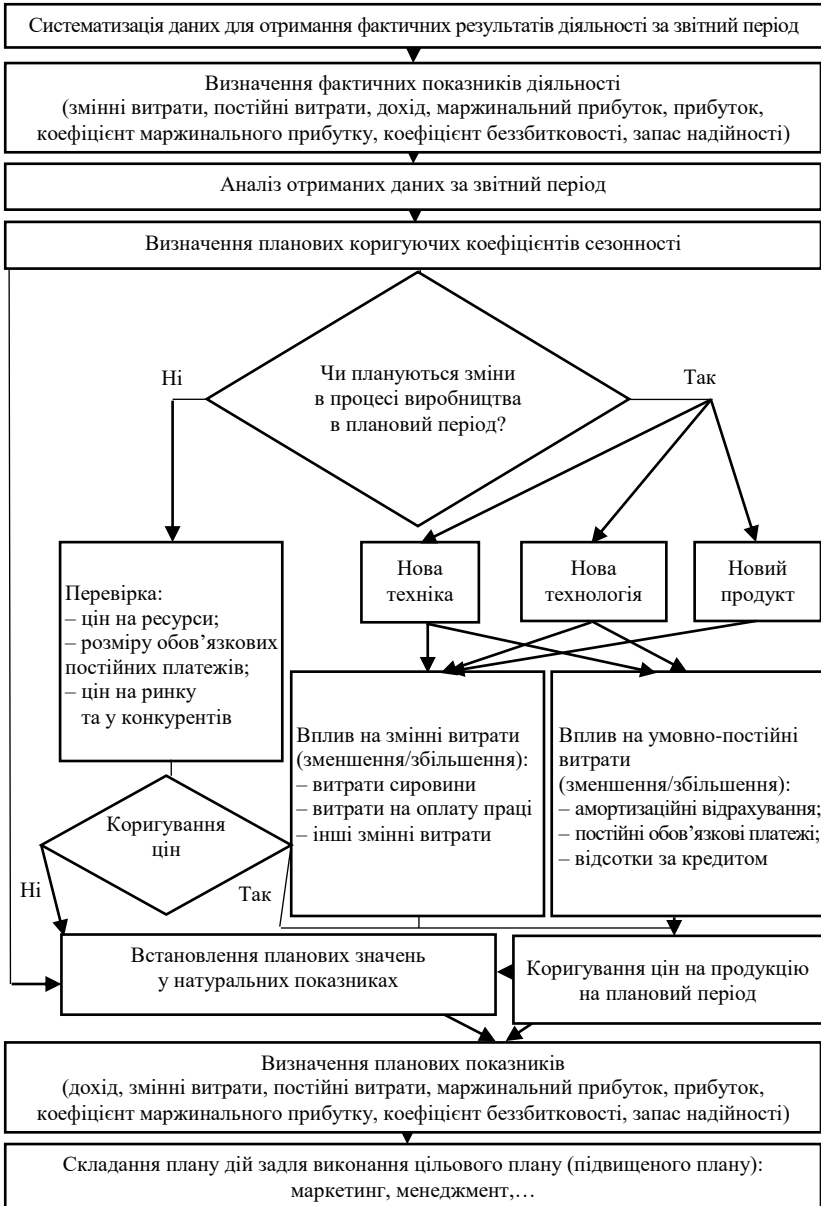 Систематизація даних для отримання фактичних результатів діяльності за звітний період
Визначення фактичних показників діяльності
(змінні витрати, постійні витрати, дохід, маржинальний прибуток, прибуток,
коефіцієнт маржинального прибутку, коефіцієнт беззбитковості, запас надійності)
Аналіз отриманих даних за звітний період
Визначення планових коригуючих коефіцієнтів сезонності
Чи плануються зміни
в процесі виробництва
в плановий період?
Ні
Так
Перевірка:
– цін на ресурси;
– розміру обов’язкових
постійних платежів;
– цін на ринку
та у конкурентів
Нова
техніка
Нова
технологія
Новий
продукт
Вплив на змінні витрати
(зменшення/збільшення):
– витрати сировини
– витрати на оплату праці
– інші змінні витрати
Вплив на умовно-постійні
витрати
(зменшення/збільшення):
– амортизаційні відрахування;
– постійні обов’язкові платежі;
– відсотки за кредитом
Коригування
цін
Ні
Так
Встановлення планових значень
у натуральних показниках
Коригування цін на продукцію
на плановий період
Визначення планових показників
(дохід, змінні витрати, постійні витрати, маржинальний прибуток, прибуток,
коефіцієнт маржинального прибутку, коефіцієнт беззбитковості, запас надійності)
Складання плану дій задля виконання цільового плану (підвищеного плану):
маркетинг, менеджмент,…